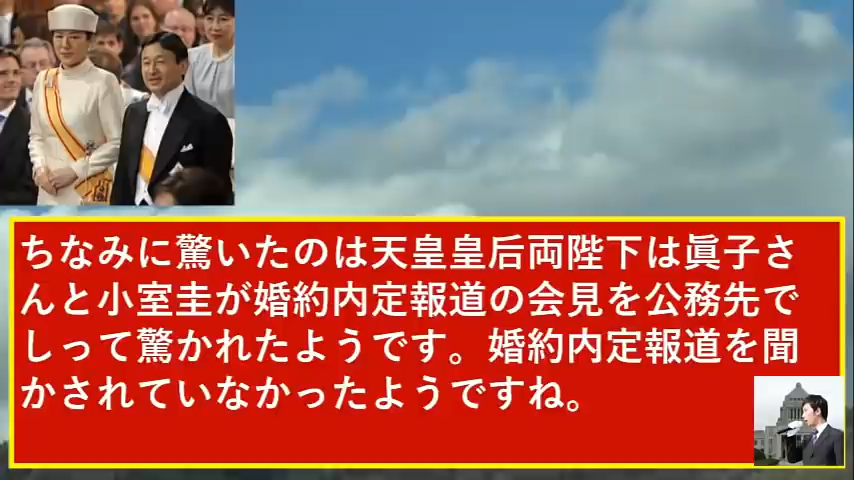 ちなみに驚いたのは天皇皇后両陛下は眞子さ
んと小室圭が婚約内定報道の会見を公務先で
しって驚かれたようです。婚約内定報道を聞
かされていなかったようですね。